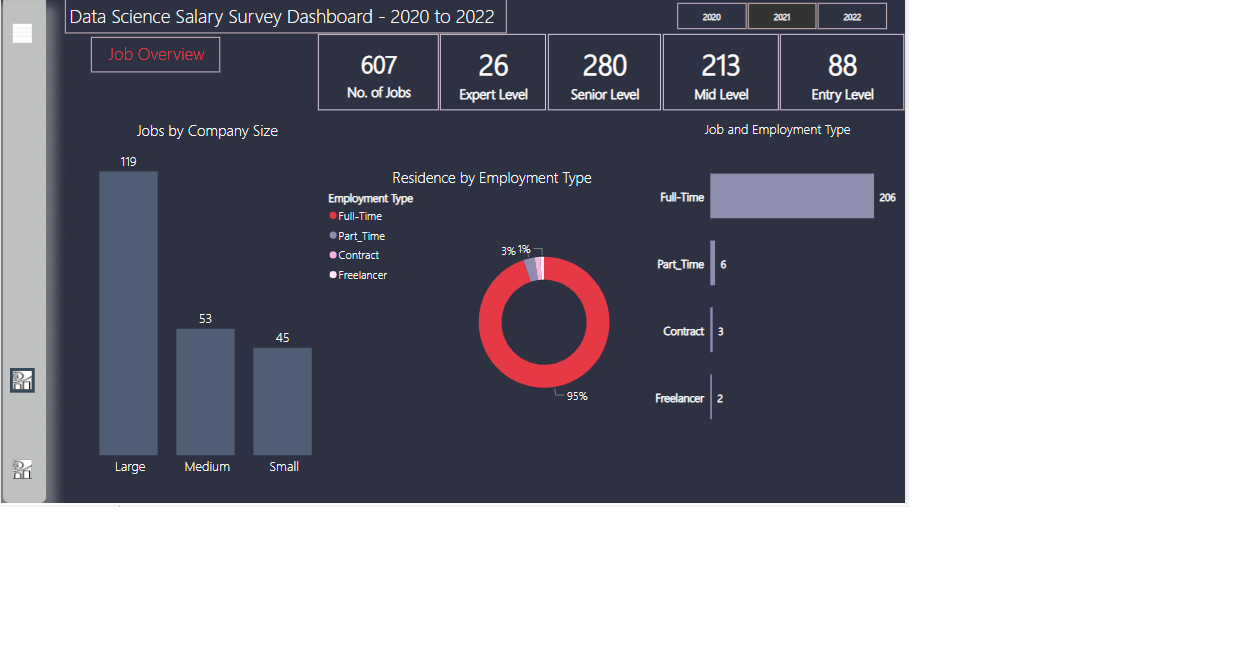 Data Science Salary Survey Dashboard - 2020 to 2022
2020
2021
2022
Job Overview
607
No. of Jobs
26
Expert Level
280
Senior Level
213
Mid Level
88
Entry Level
Jobs by Company Size
119
53
45
Large
Medium
Small
Residence by Employment Type
Employment Type
Full-Time
Part_Time
Contract
Freelancer
3%
1%
95%
Job and Employment Type
Full-Time
206
Part_Time
6
Contract
3
Freelancer
2